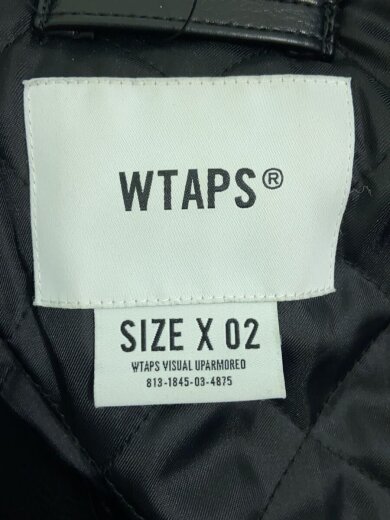 WTAPS®
SIZE X 02
WTAPS VISUAL UPARMORED
813-1845-03-4875